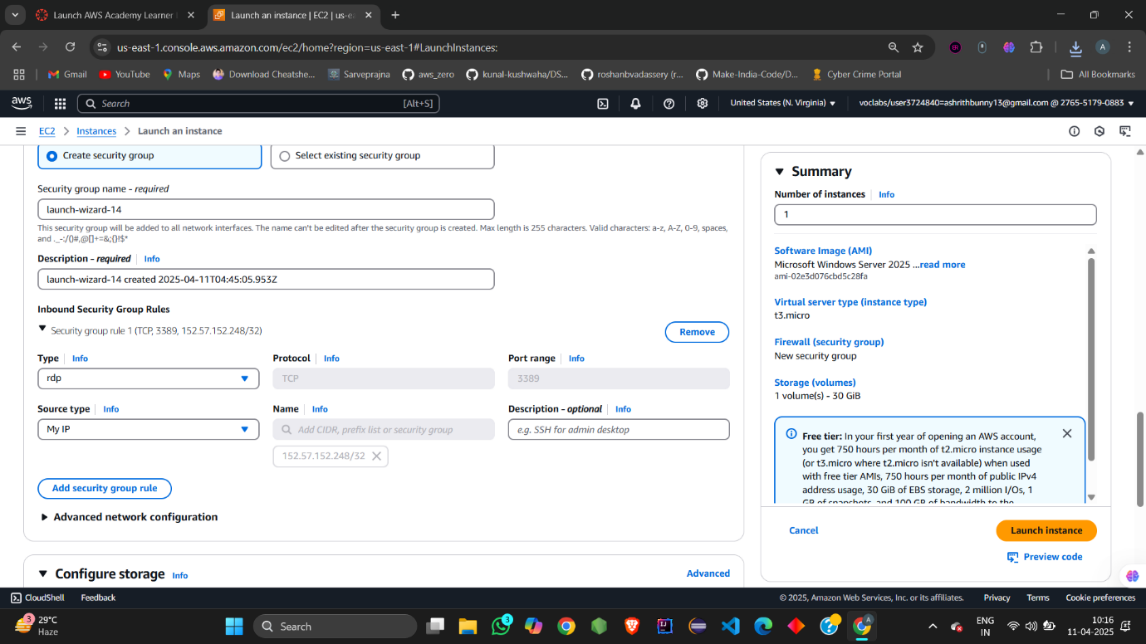 Launch AWS Academy Learner
Launch an instance | EC2 | us-ea
us-east-1.console.aws.amazon.com/ec2/home?region=us-east-1#LaunchInstances:
A
Gmail
YouTube
Maps
Download Cheatshe...
Sarveprajna
aws_zero
kunal-kushwaha/DS...
roshanbvadassery (r...
Make-India-Code/D...
Cyber Crime Portal
All Bookmarks
aws
Search
[Alt+S]
United States (N. Virginia)
voclabs/user3724840=ashrithbunny13@gmail.com @ 2765-5179-0883
EC2
Instances
Launch an instance
Create security group
Select existing security group
Security group name - required
launch-wizard-14
This security group will be added to all network interfaces. The name can't be edited after the security group is created. Max length is 255 characters. Valid characters: a-z, A-Z, 0-9, spaces,
and ._-:/()#,@[]+=&;{}!$*
Description - required
Info
launch-wizard-14 created 2025-04-11T04:45:05.953Z
Inbound Security Group Rules
Security group rule 1 (TCP, 3389, 152.57.152.248/32)
Remove
Type
Info
Protocol
Info
Port range
Info
rdp
TCP
3389
Source type
Info
Name
Info
Description - optional
Info
My IP
Add CIDR, prefix list or security group
e.g. SSH for admin desktop
152.57.152.248/32
Add security group rule
Advanced network configuration
Configure storage
Info
Advanced
Summary
Number of instances
Info
1
Software Image (AMI)
Microsoft Windows Server 2025 ...read more
ami-02e3d076cbd5c28fa
Virtual server type (instance type)
t3.micro
Firewall (security group)
New security group
Storage (volumes)
1 volume(s) - 30 GiB
Free tier: In your first year of opening an AWS account,
you get 750 hours per month of t2.micro instance usage
(or t3.micro where t2.micro isn't available) when used
with free tier AMIs, 750 hours per month of public IPv4
address usage, 30 GiB of EBS storage, 2 million I/Os, 1
GB of snapshots, and 100 GB of bandwidth to the
Cancel
Launch instance
Preview code
CloudShell
Feedback
© 2025, Amazon Web Services, Inc. or its affiliates.
Privacy
Terms
Cookie preferences
3
29°C
Haze
Search
3
ENG
IN
10:16
11-04-2025